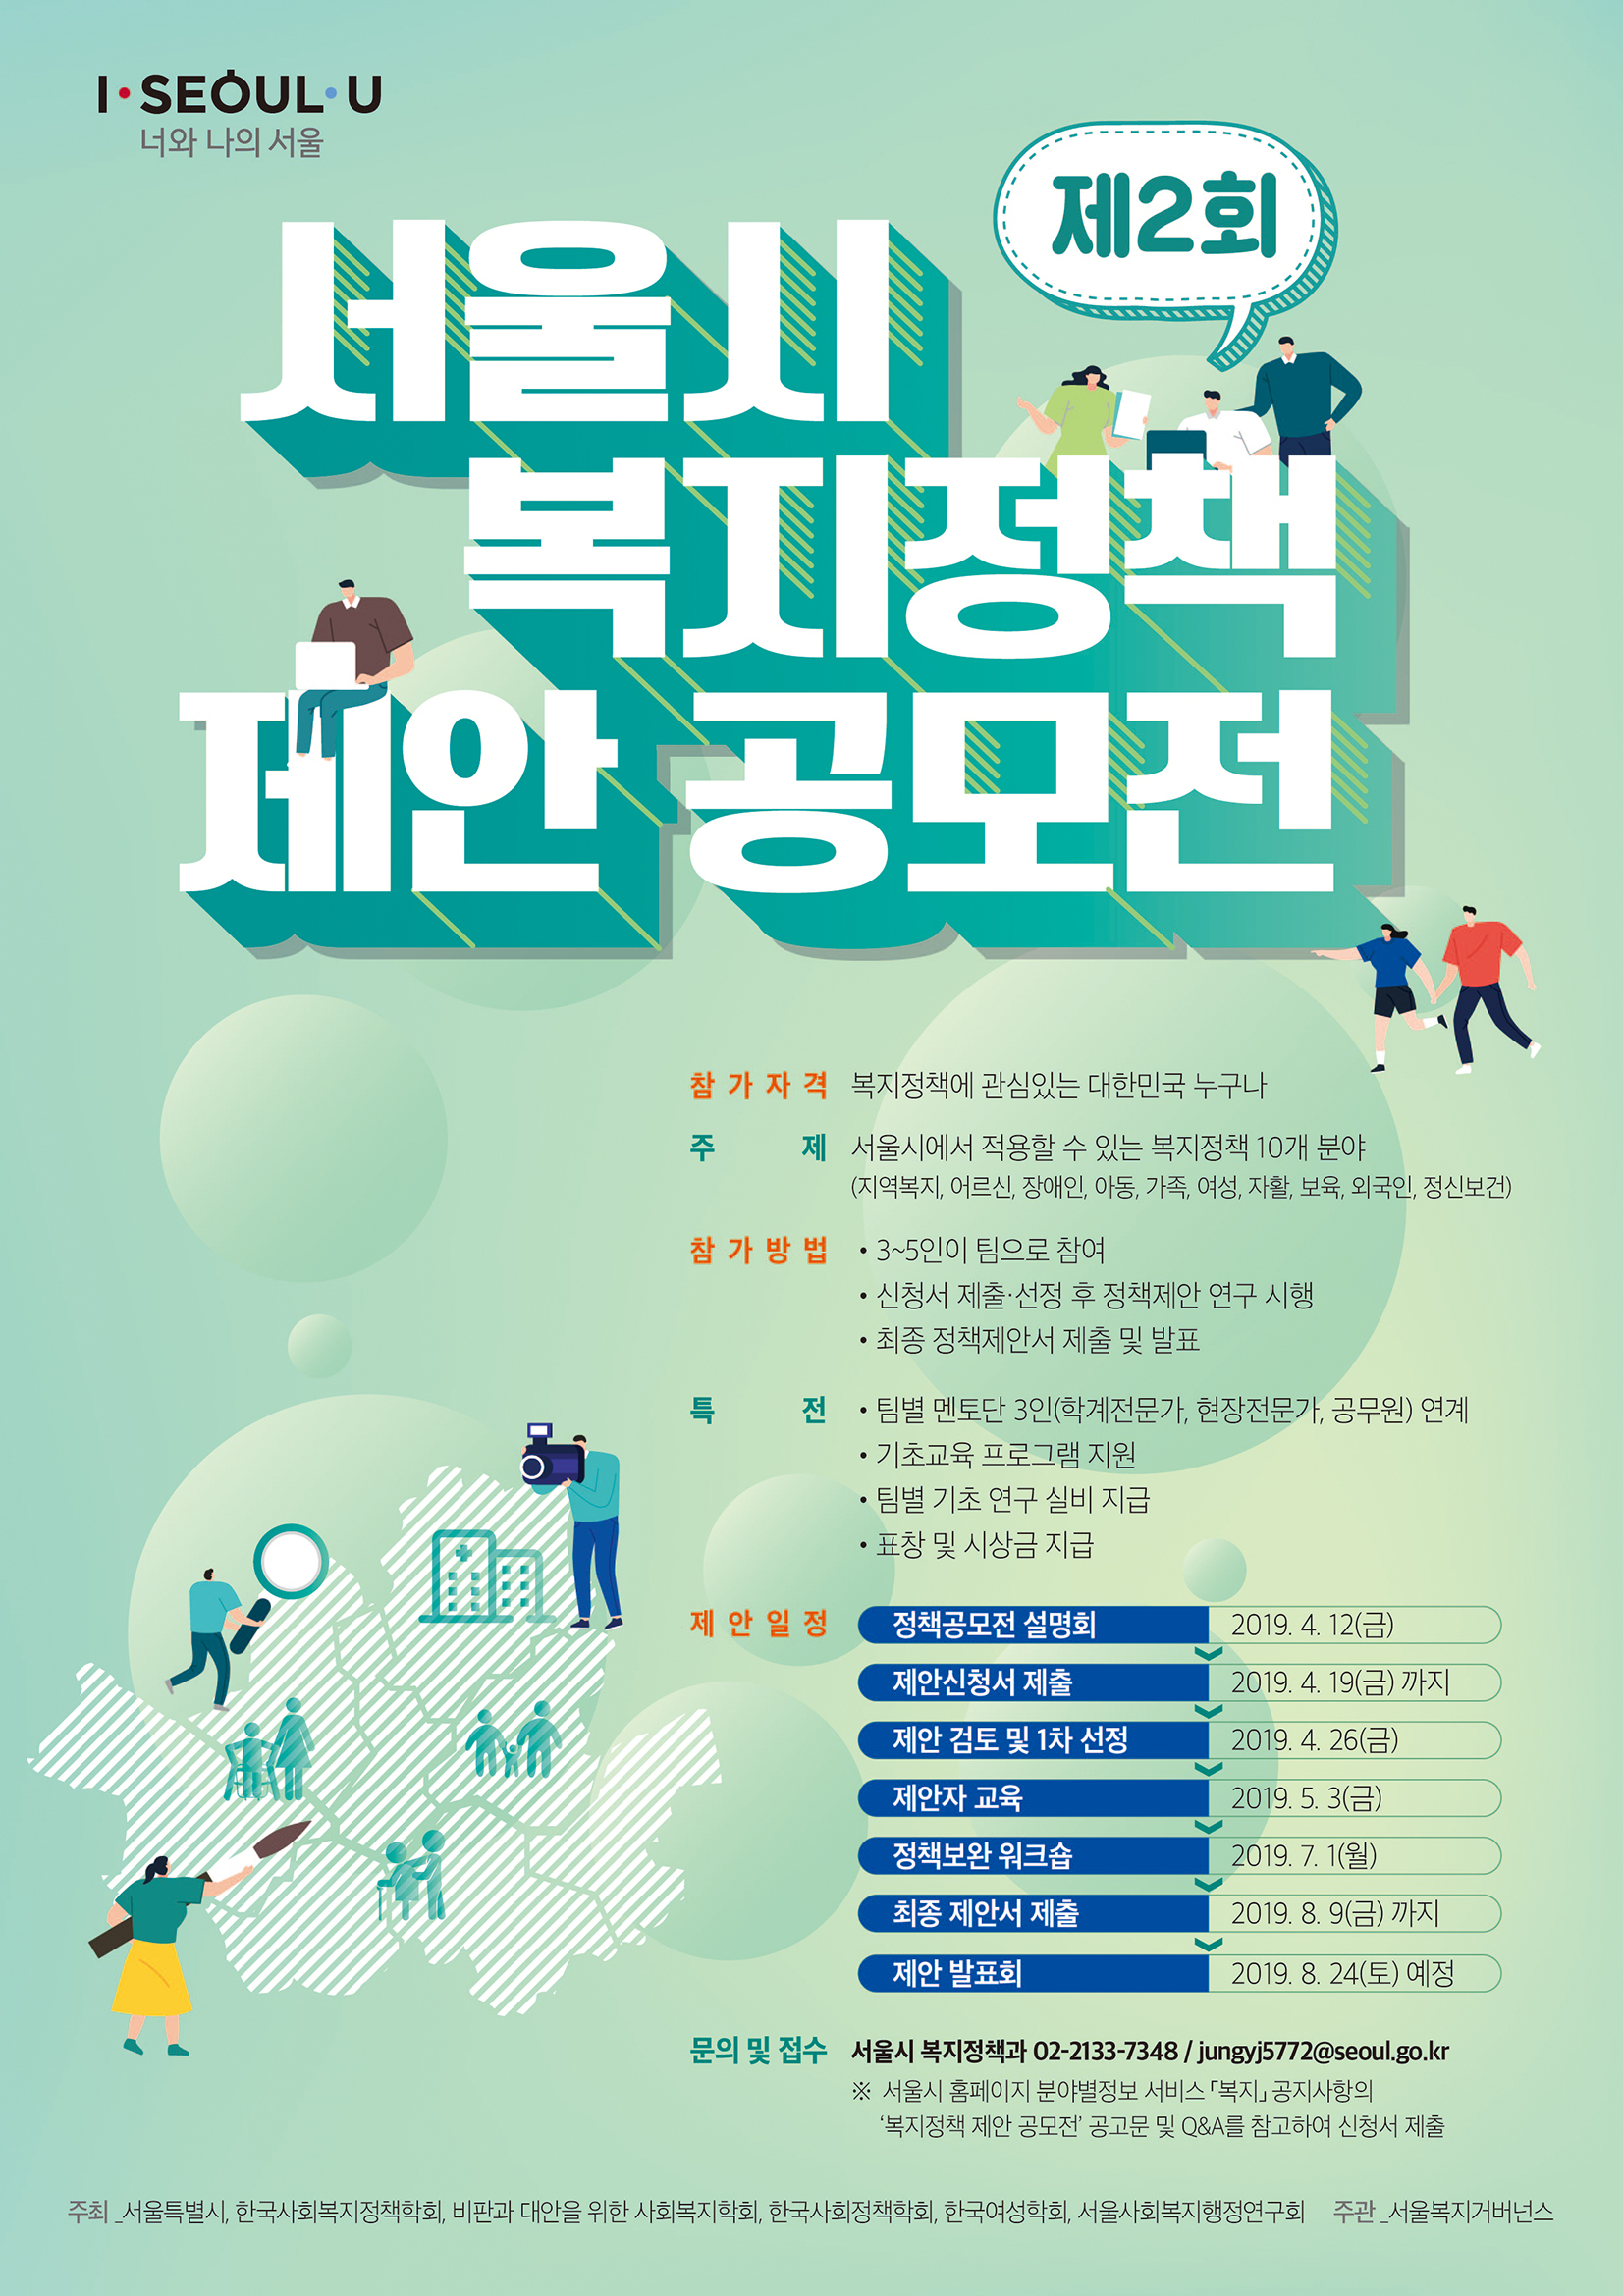 I·SEOUL·U
너와 나의 서울
제2회
서울시
복지정책
제안 공모전
참가자격 복지정책에 관심있는 대한민국 누구나
주제 서울시에서 적용할 수 있는 복지정책 10개 분야
(지역복지, 어르신, 장애인, 아동, 가족, 여성, 자활, 보육, 외국인, 정신보건)
참가방법 • 3~5인이 팀으로 참여
• 신청서 제출·선정 후 정책제안 연구 시행
• 최종 정책제안서 제출 및 발표
특전 • 팀별 멘토단 3인(학계전문가, 현장전문가, 공무원) 연계
• 기초교육 프로그램 지원
• 팀별 기초 연구 실비 지급
• 표창 및 시상금 지급
제안일정 정책공모전 설명회 2019. 4. 12(금)
제안신청서 제출 2019. 4. 19(금) 까지
제안 검토 및 1차 선정 2019. 4. 26(금)
제안자 교육 2019. 5. 3(금)
정책보완 워크숍 2019. 7. 1(월)
최종 제안서 제출 2019. 8. 9(금) 까지
제안 발표회 2019. 8. 24(토) 예정
문의 및 접수 서울시 복지정책과 02-2133-7348 / jungyj5772@seoul.go.kr
※ 서울시 홈페이지 분야별정보 서비스 「복지」 공지사항의
‘복지정책 제안 공모전’ 공고문 및 Q&A를 참고하여 신청서 제출
주최 _서울특별시, 한국사회복지정책학회, 비판과 대안을 위한 사회복지학회, 한국사회정책학회, 한국여성학회, 서울사회복지행정연구회 주관 _서울복지거버넌스